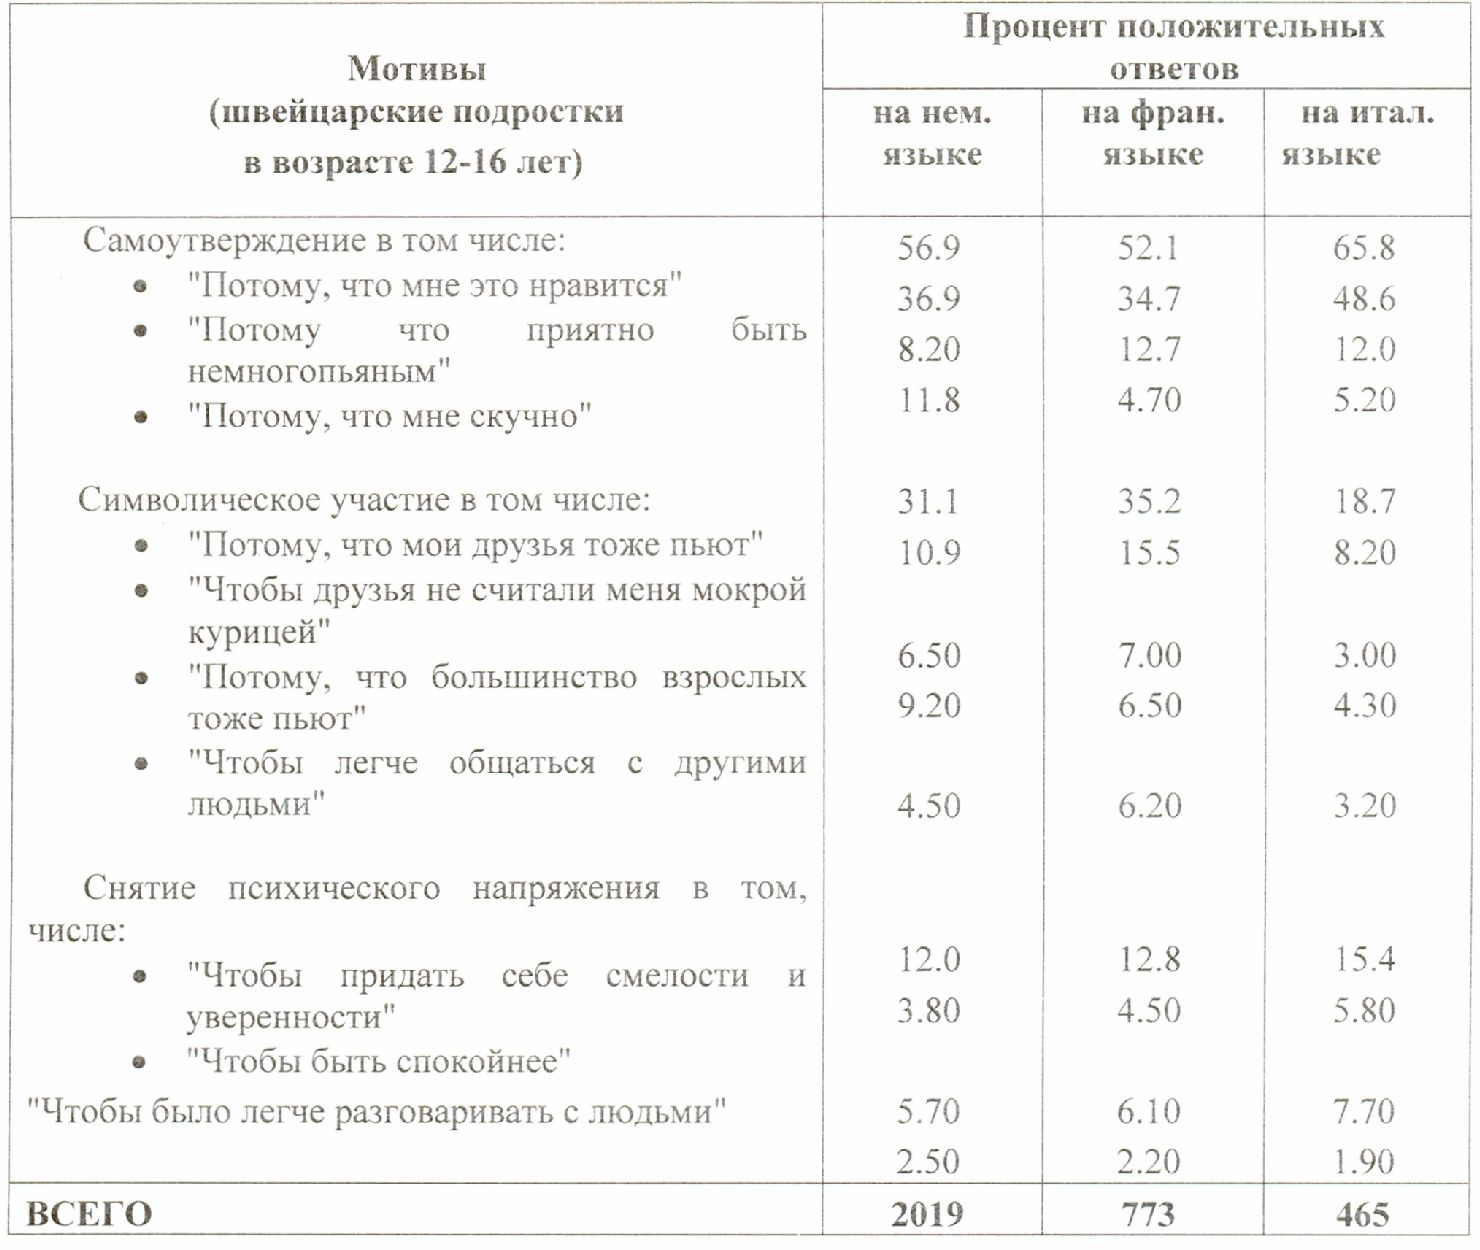 Мотивы
(швейцарские подростки
в возрасте 12-16 лет)
Процент положительных
ответов
на нем.
языке
на фран.
языке
на итал.
языке
Самоутверждение в том числе: 56.9 52.1 65.8
• "Потому, что мне это нравится" 36.9 34.7 48.6
• "Потому что приятно быть 8.20 12.7 12.0
немногопьяным"
• "Потому, что мне скучно" 11.8 4.70 5.20
Символическое участие в том числе: 31.1 35.2 18.7
• "Потому, что мои друзья тоже пьют" 10.9 15.5 8.20
• "Чтобы друзья не считали меня мокрой
курицей" 6.50 7.00 3.00
• "Потому, что большинство взрослых 9.20 6.50 4.30
тоже пьют"
• "Чтобы легче общаться с другими
людьми" 4.50 6.20 3.20
Снятие психического напряжения в том,
числе: 12.0 12.8 15.4
• "Чтобы придать себе смелости и
уверенности" 3.80 4.50 5.80
• "Чтобы быть спокойнее"
"Чтобы было легче разговаривать с людьми" 5.70 6.10 7.70
2.50 2.20 1.90
ВСЕГО 2019 773 465